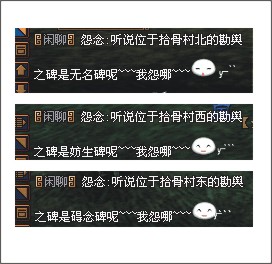 [闲聊] 怨念:听说位于拾骨村北的勘舆
之碑是无名碑呢~~~我怨哪~~~
[闲聊] 怨念:听说位于拾骨村西的勘舆
之碑是妨生碑呢~~~我怨哪~~~
[闲聊] 怨念:听说位于拾骨村东的勘舆
之碑是碍念碑呢~~~我怨哪~~~